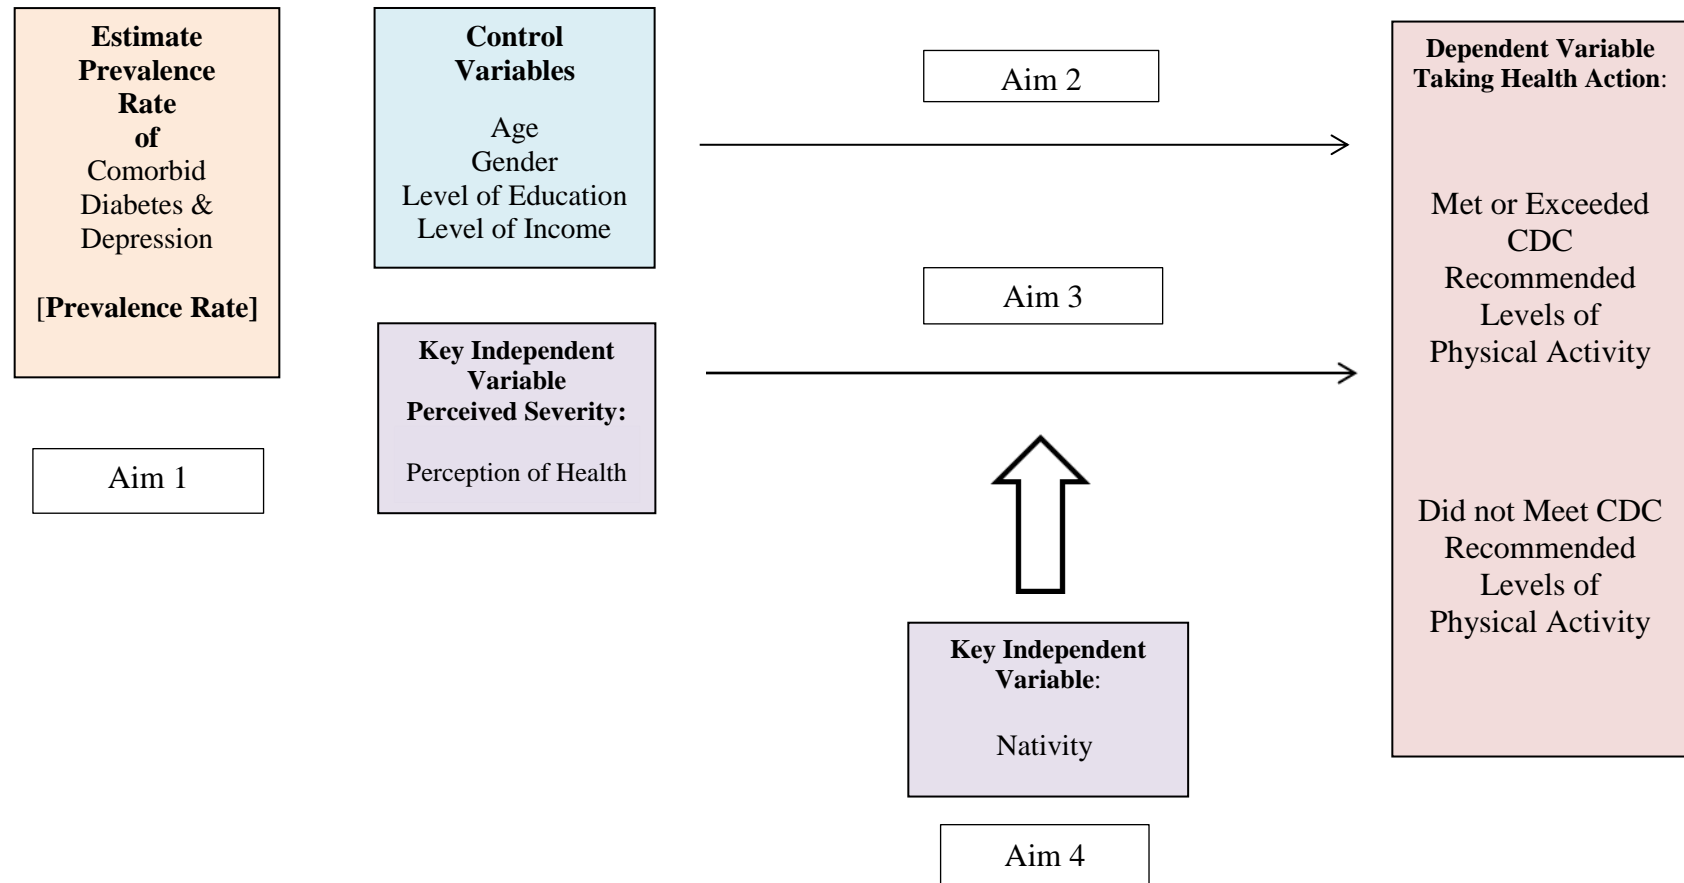 Estimate
Prevalence
Rate
of
Comorbid
Diabetes &
Depression
[Prevalence Rate]
Aim 1
Control
Variables
Age
Gender
Level of Education
Level of Income
Key Independent
Variable
Perceived Severity:
Perception of Health
Aim 2
Aim 3
Key Independent
Variable:
Nativity
Aim 4
Dependent Variable
Taking Health Action:
Met or Exceeded
CDC
Recommended
Levels of
Physical Activity
Did not Meet CDC
Recommended
Levels of
Physical Activity